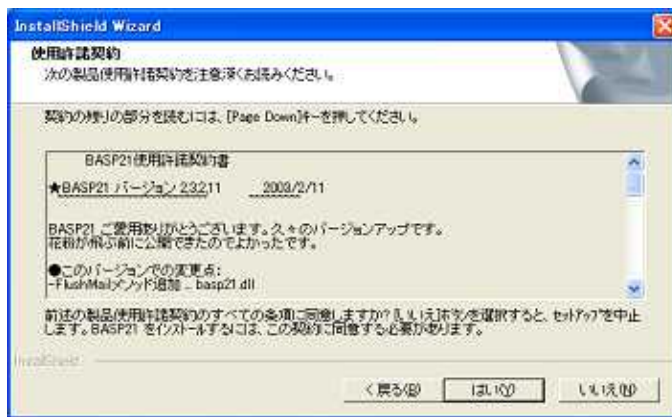 InstallShield Wizard
使用許諾契約
次の製品使用許諾契約を注意深くお読みください。
契約の残りの部分を読むには、[Page Down]キーを押してください。
BASP21使用許諾契約書
★BASP21 バージョン 2,3,2,11 2003/2/11
BASP21 ご愛用ありがとうございます。久々のバージョンアップです。
花粉が飛ぶ前に公開できたのでよかったです。
●このバージョンでの変更点:
-FlushMailメソッド追加 .. basp21.dll
前述の製品使用許諾契約のすべての条項に同意しますか?[いいえ]ボタンを選択すると、セットアップを中止
します。BASP21 をインストールするには、この契約に同意する必要があります。
InstallShield
< 戻る(B)
はい(Y)
いいえ(N)